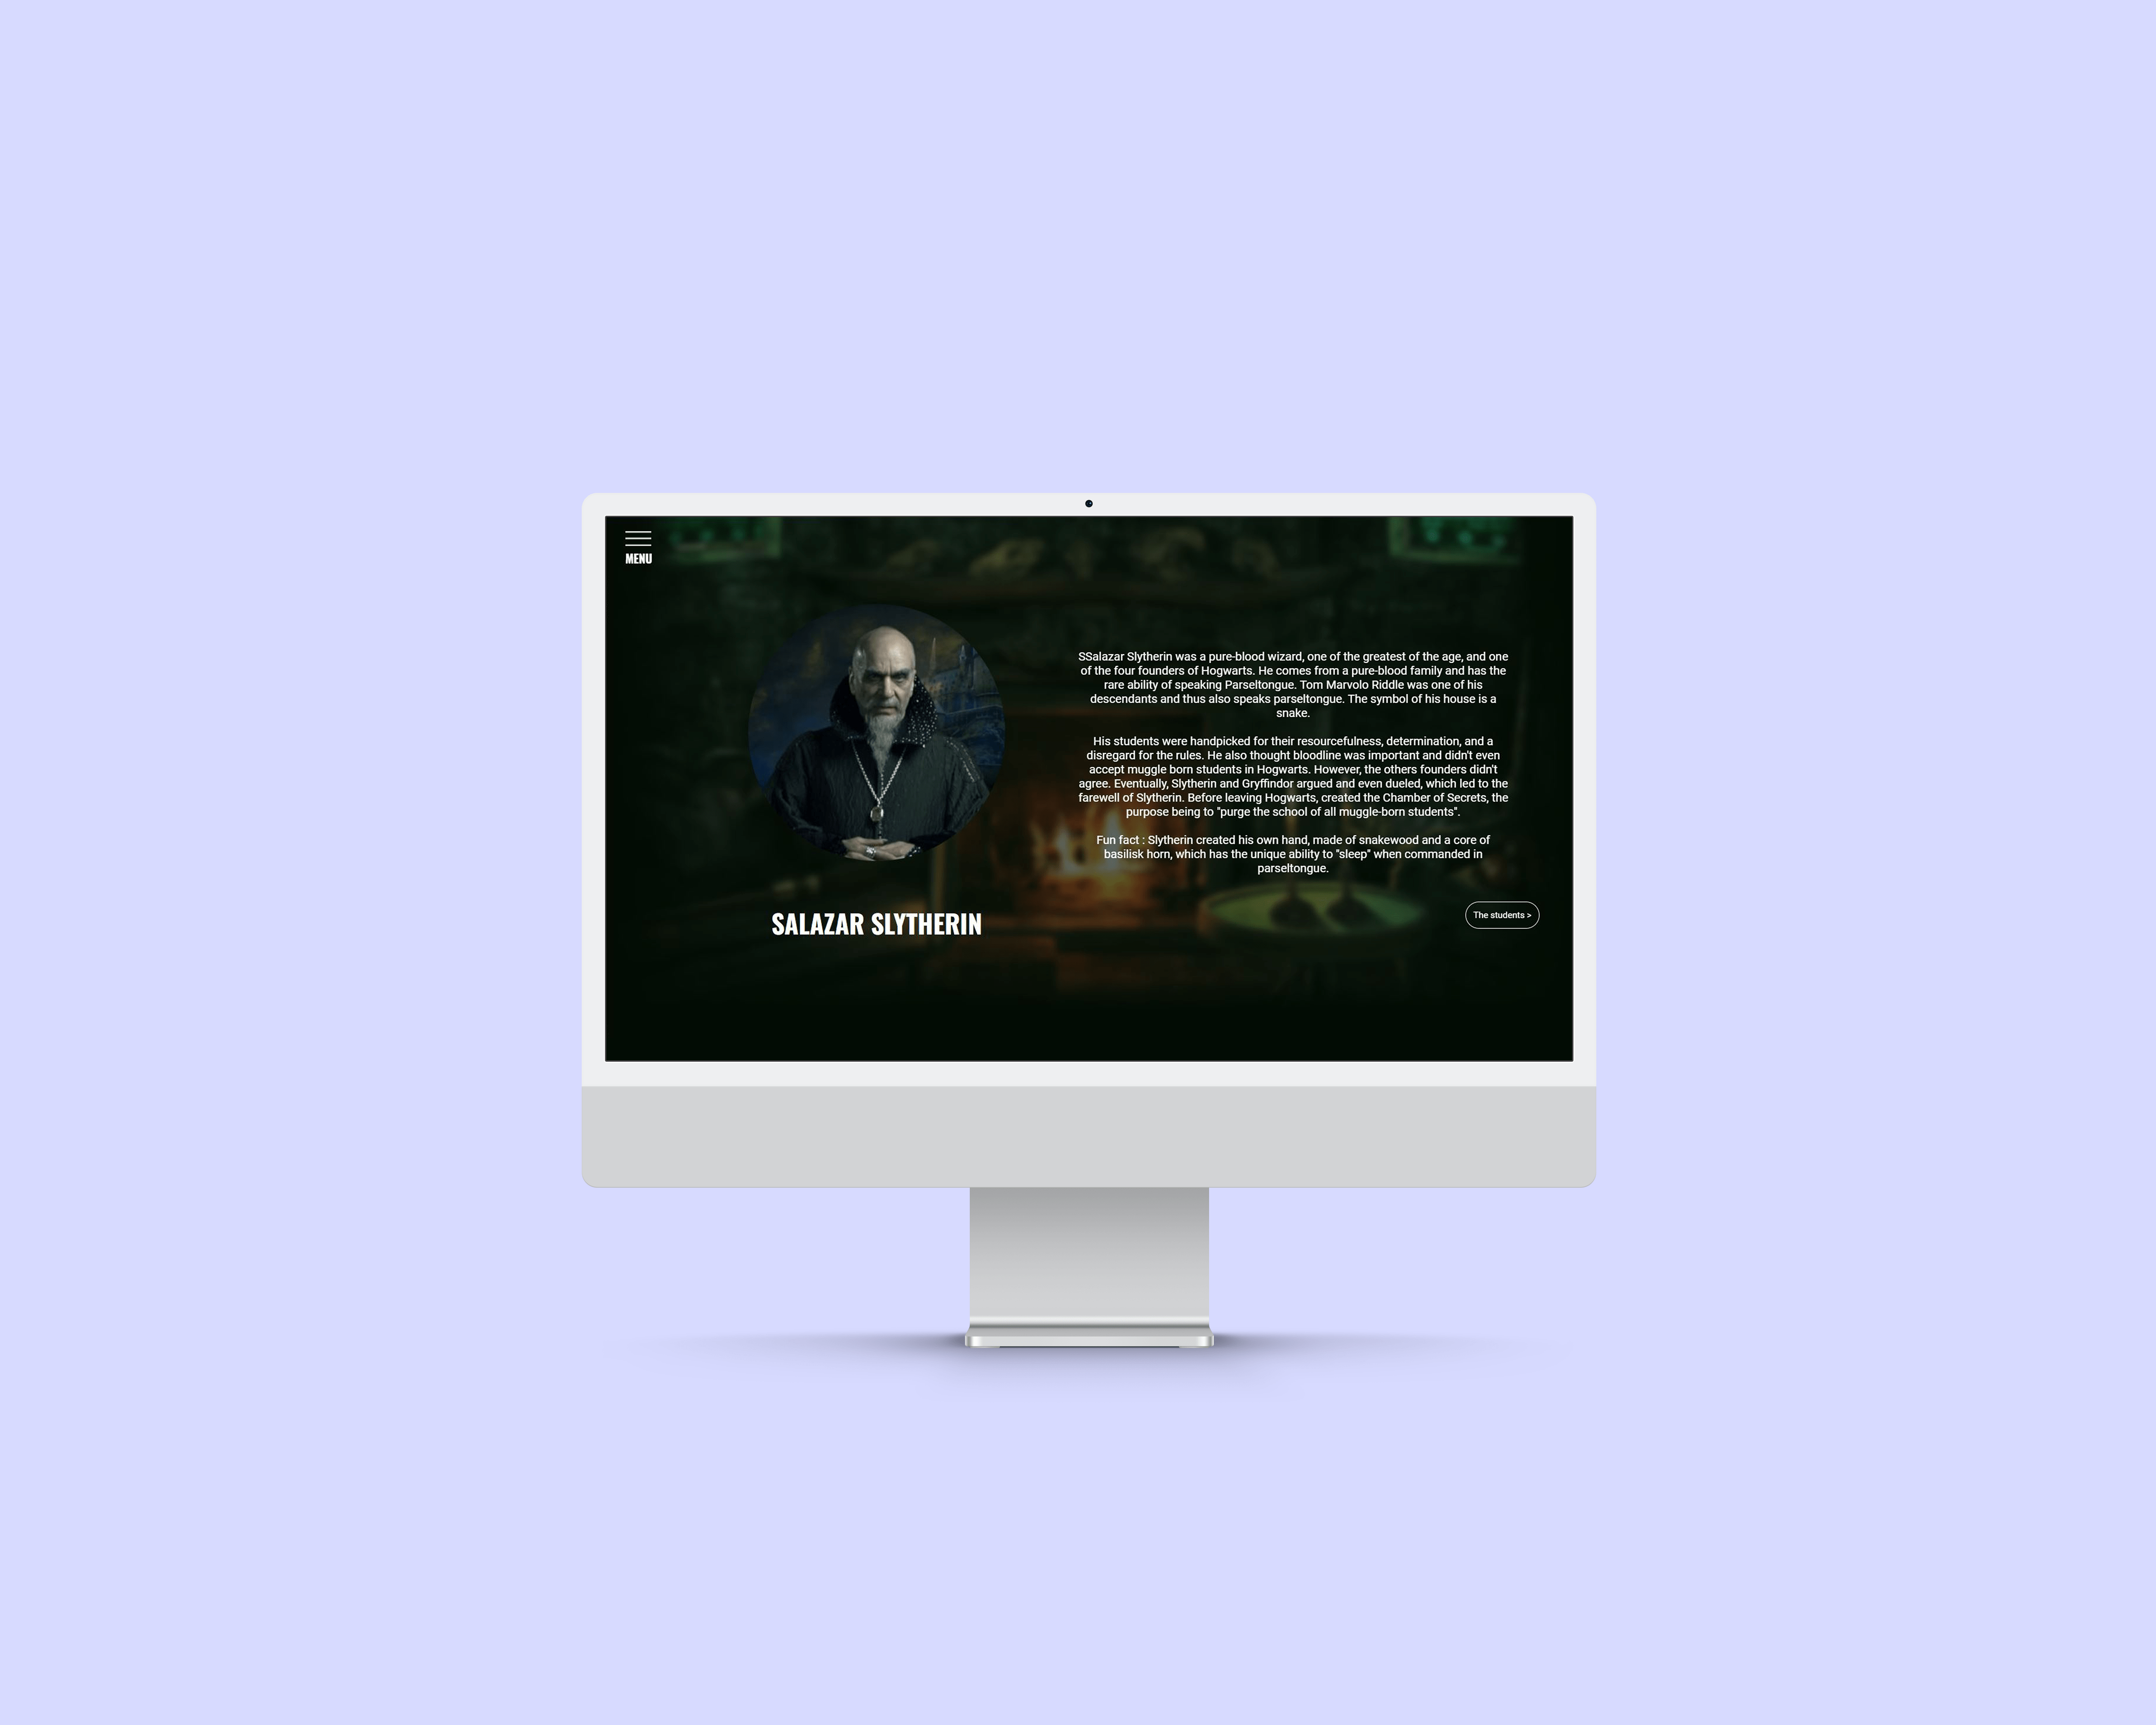 MENU
SSalazar Slytherin was a pure-blood wizard, one of the greatest of the age, and one
of the four founders of Hogwarts. He comes from a pure-blood family and has the
rare ability of speaking Parseltongue. Tom Marvolo Riddle was one of his
descendants and thus also speaks parseltongue. The symbol of his house is a
snake.
His students were handpicked for their resourcefulness, determination, and a
disregard for the rules. He also thought bloodline was important and didn't even
accept muggle born students in Hogwarts. However, the others founders didn't
agree. Eventually, Slytherin and Gryffindor argued and even dueled, which led to the
farewell of Slytherin. Before leaving Hogwarts, created the Chamber of Secrets, the
purpose being to "purge the school of all muggle-born students".
Fun fact : Slytherin created his own hand, made of snakewood and a core of
basilisk horn, which has the unique ability to "sleep" when commanded in
parseltongue.
SALAZAR SLYTHERIN
The students >